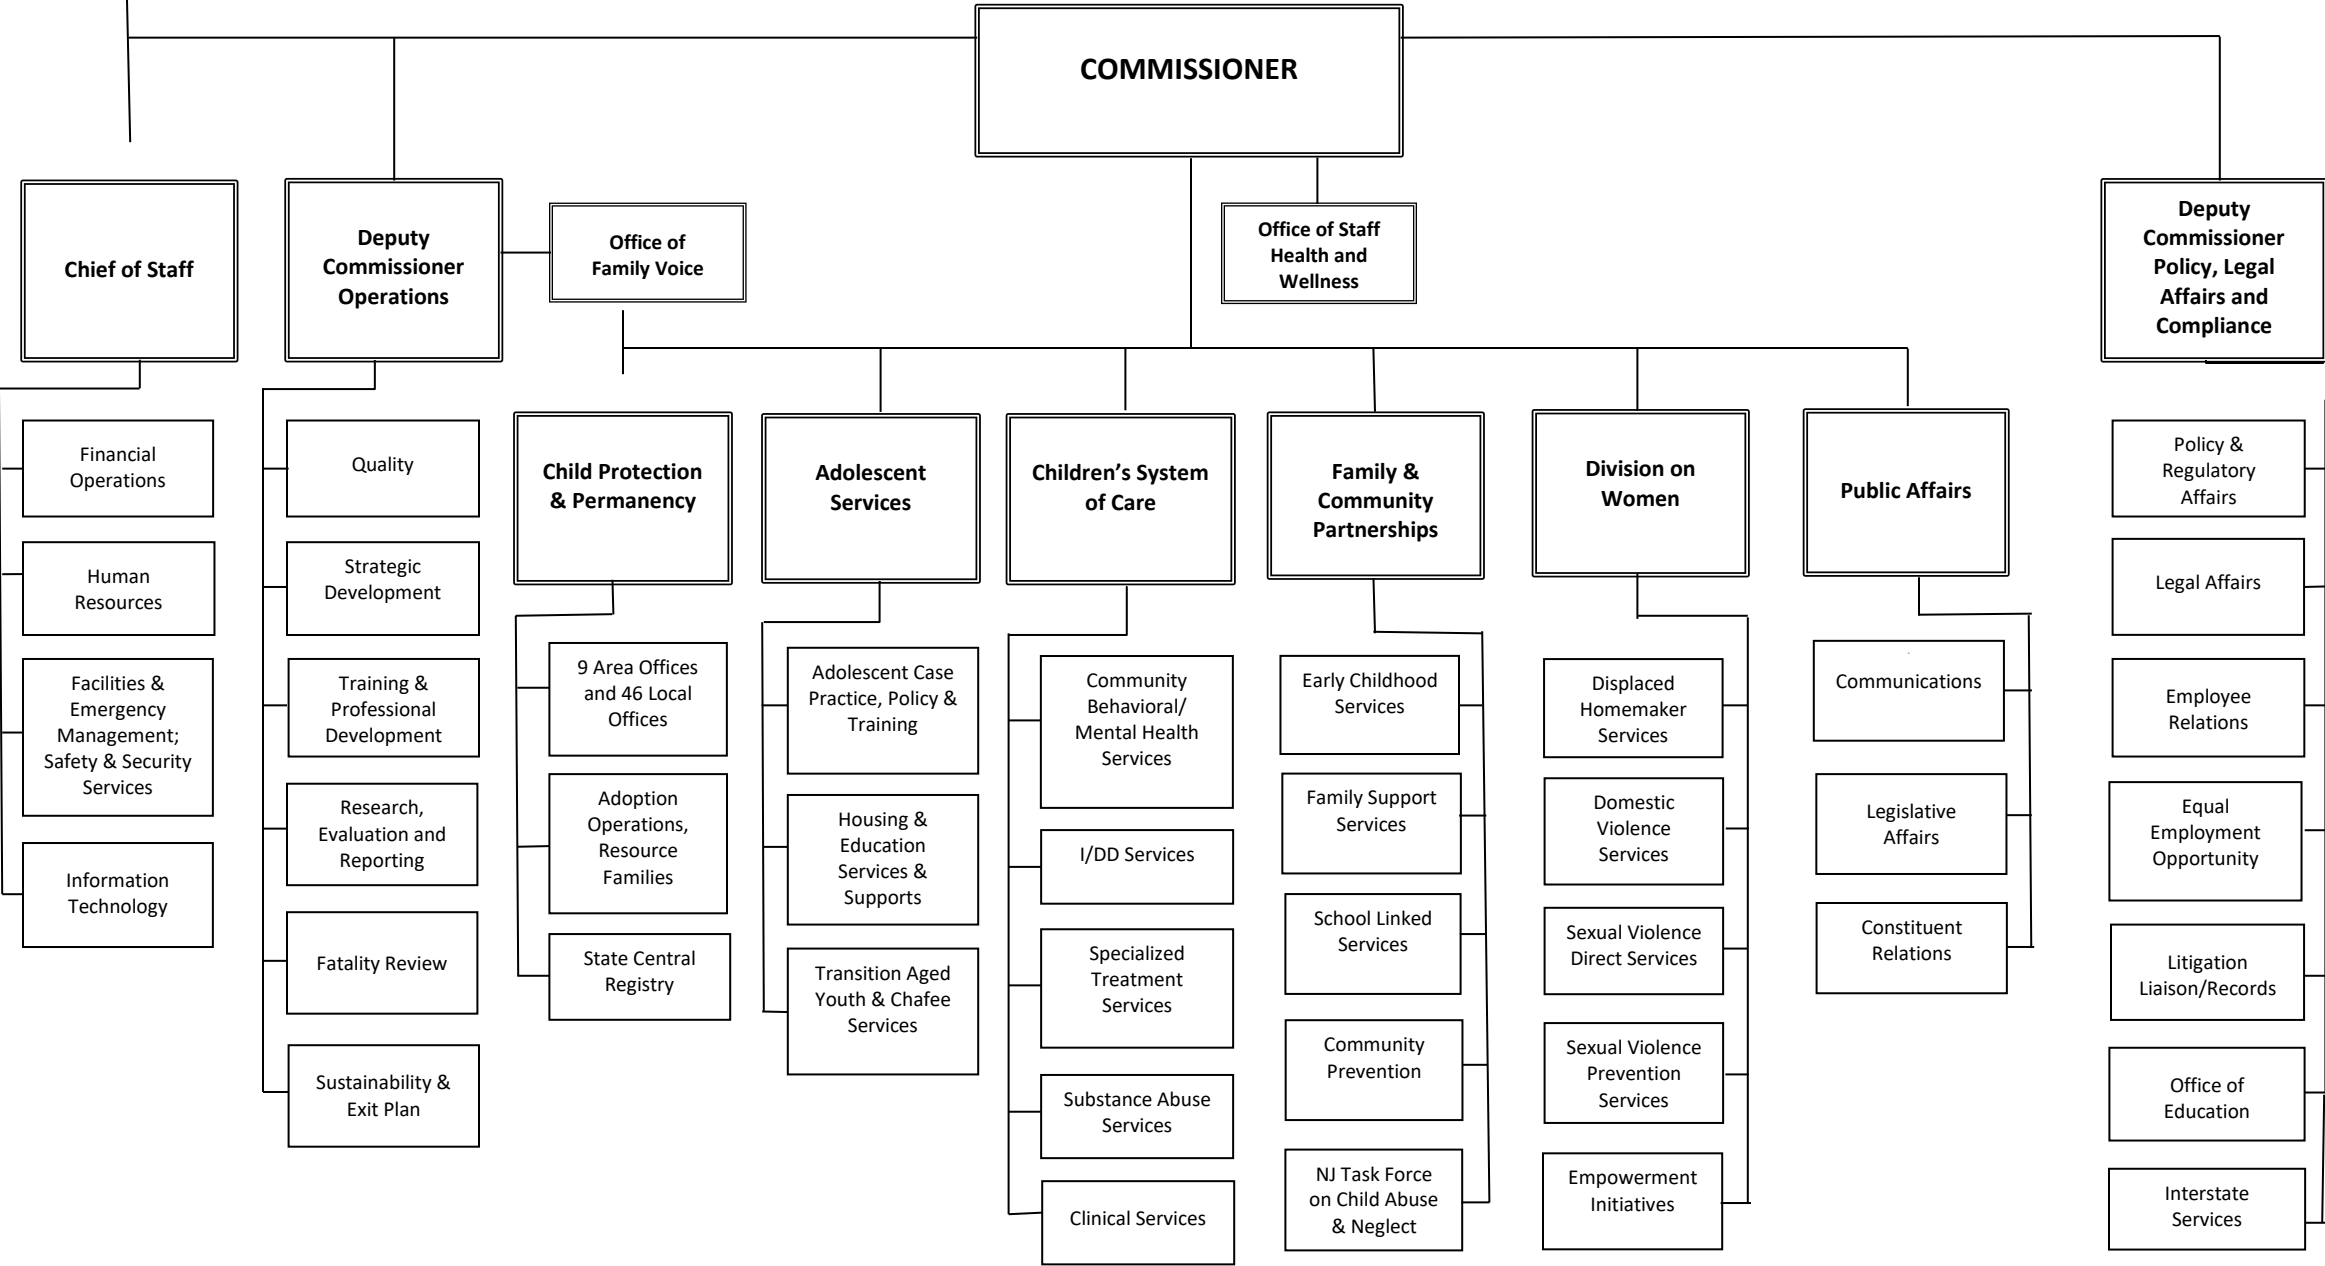 COMMISSIONER
Chief of Staff
Deputy
Commissioner
Operations
Office of
Family Voice
Office of Staff
Health and
Wellness
Deputy
Commissioner
Policy, Legal
Affairs and
Compliance
Financial
Operations
Human
Resources
Facilities &
Emergency
Management;
Safety & Security
Services
Information
Technology
Quality
Strategic
Development
Training &
Professional
Development
Research,
Evaluation and
Reporting
Fatality Review
Sustainability &
Exit Plan
Child Protection
& Permanency
9 Area Offices
and 46 Local
Offices
Adoption
Operations,
Resource
Families
State Central
Registry
Adolescent
Services
Adolescent Case
Practice, Policy &
Training
Housing &
Education
Services &
Supports
Transition Aged
Youth & Chafee
Services
Children’s System
of Care
Community
Behavioral/
Mental Health
Services
I/DD Services
Specialized
Treatment
Services
Substance Abuse
Services
Clinical Services
Family &
Community
Partnerships
Early Childhood
Services
Family Support
Services
School Linked
Services
Community
Prevention
NJ Task Force
on Child Abuse
& Neglect
Division on
Women
Displaced
Homemaker
Services
Domestic
Violence
Services
Sexual Violence
Direct Services
Sexual Violence
Prevention
Services
Empowerment
Initiatives
Public Affairs
Communications
Legislative
Affairs
Constituent
Relations
Policy &
Regulatory
Affairs
Legal Affairs
Employee
Relations
Equal
Employment
Opportunity
Litigation
Liaison/Records
Office of
Education
Interstate
Services